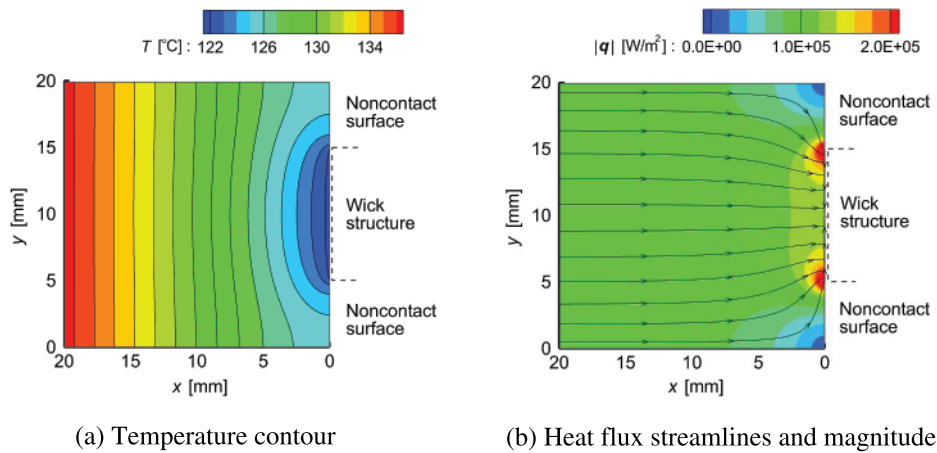 T [°C] : 122 126 130 134
20
15
10
5
0
y [mm]
20 15 10 5 0
x [mm]
Noncontact
surface
Wick
structure
Noncontact
surface
(a) Temperature contour
|q| [W/m²] : 0.0E+00 1.0E+05 2.0E+05
20
15
10
5
0
y [mm]
20 15 10 5 0
x [mm]
Noncontact
surface
Wick
structure
Noncontact
surface
(b) Heat flux streamlines and magnitude